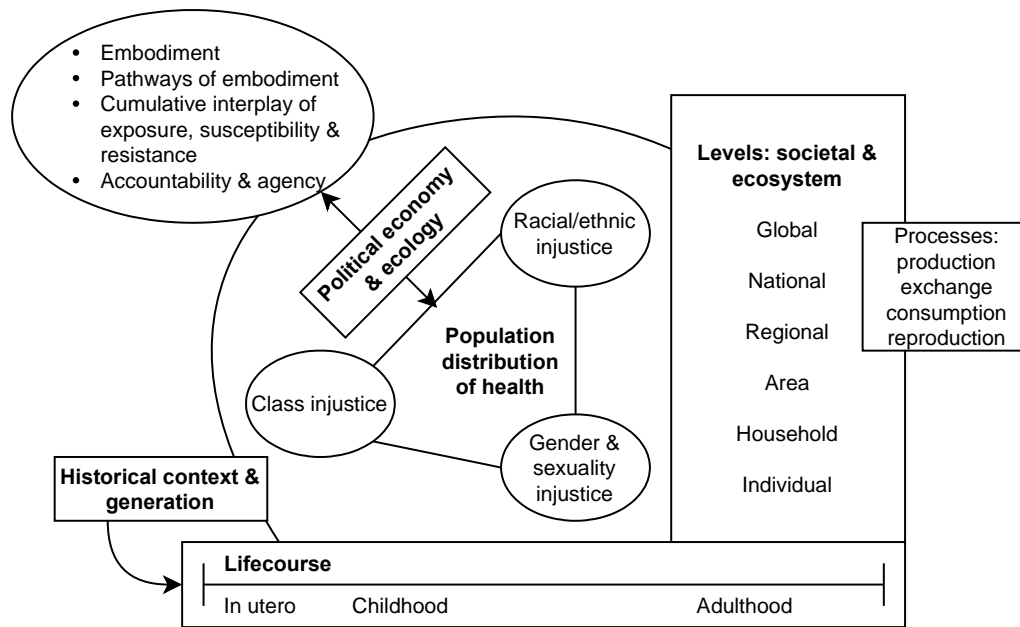 • Embodiment
• Pathways of embodiment
• Cumulative interplay of
exposure, susceptibility &
resistance
• Accountability & agency
Political economy
& ecology
Racial/ethnic
injustice
Population
distribution
of health
Class injustice
Gender &
sexuality
injustice
Levels: societal &
ecosystem
Global
National
Regional
Area
Household
Individual
Processes:
production
exchange
consumption
reproduction
Historical context &
generation
Lifecourse
In utero
Childhood
Adulthood